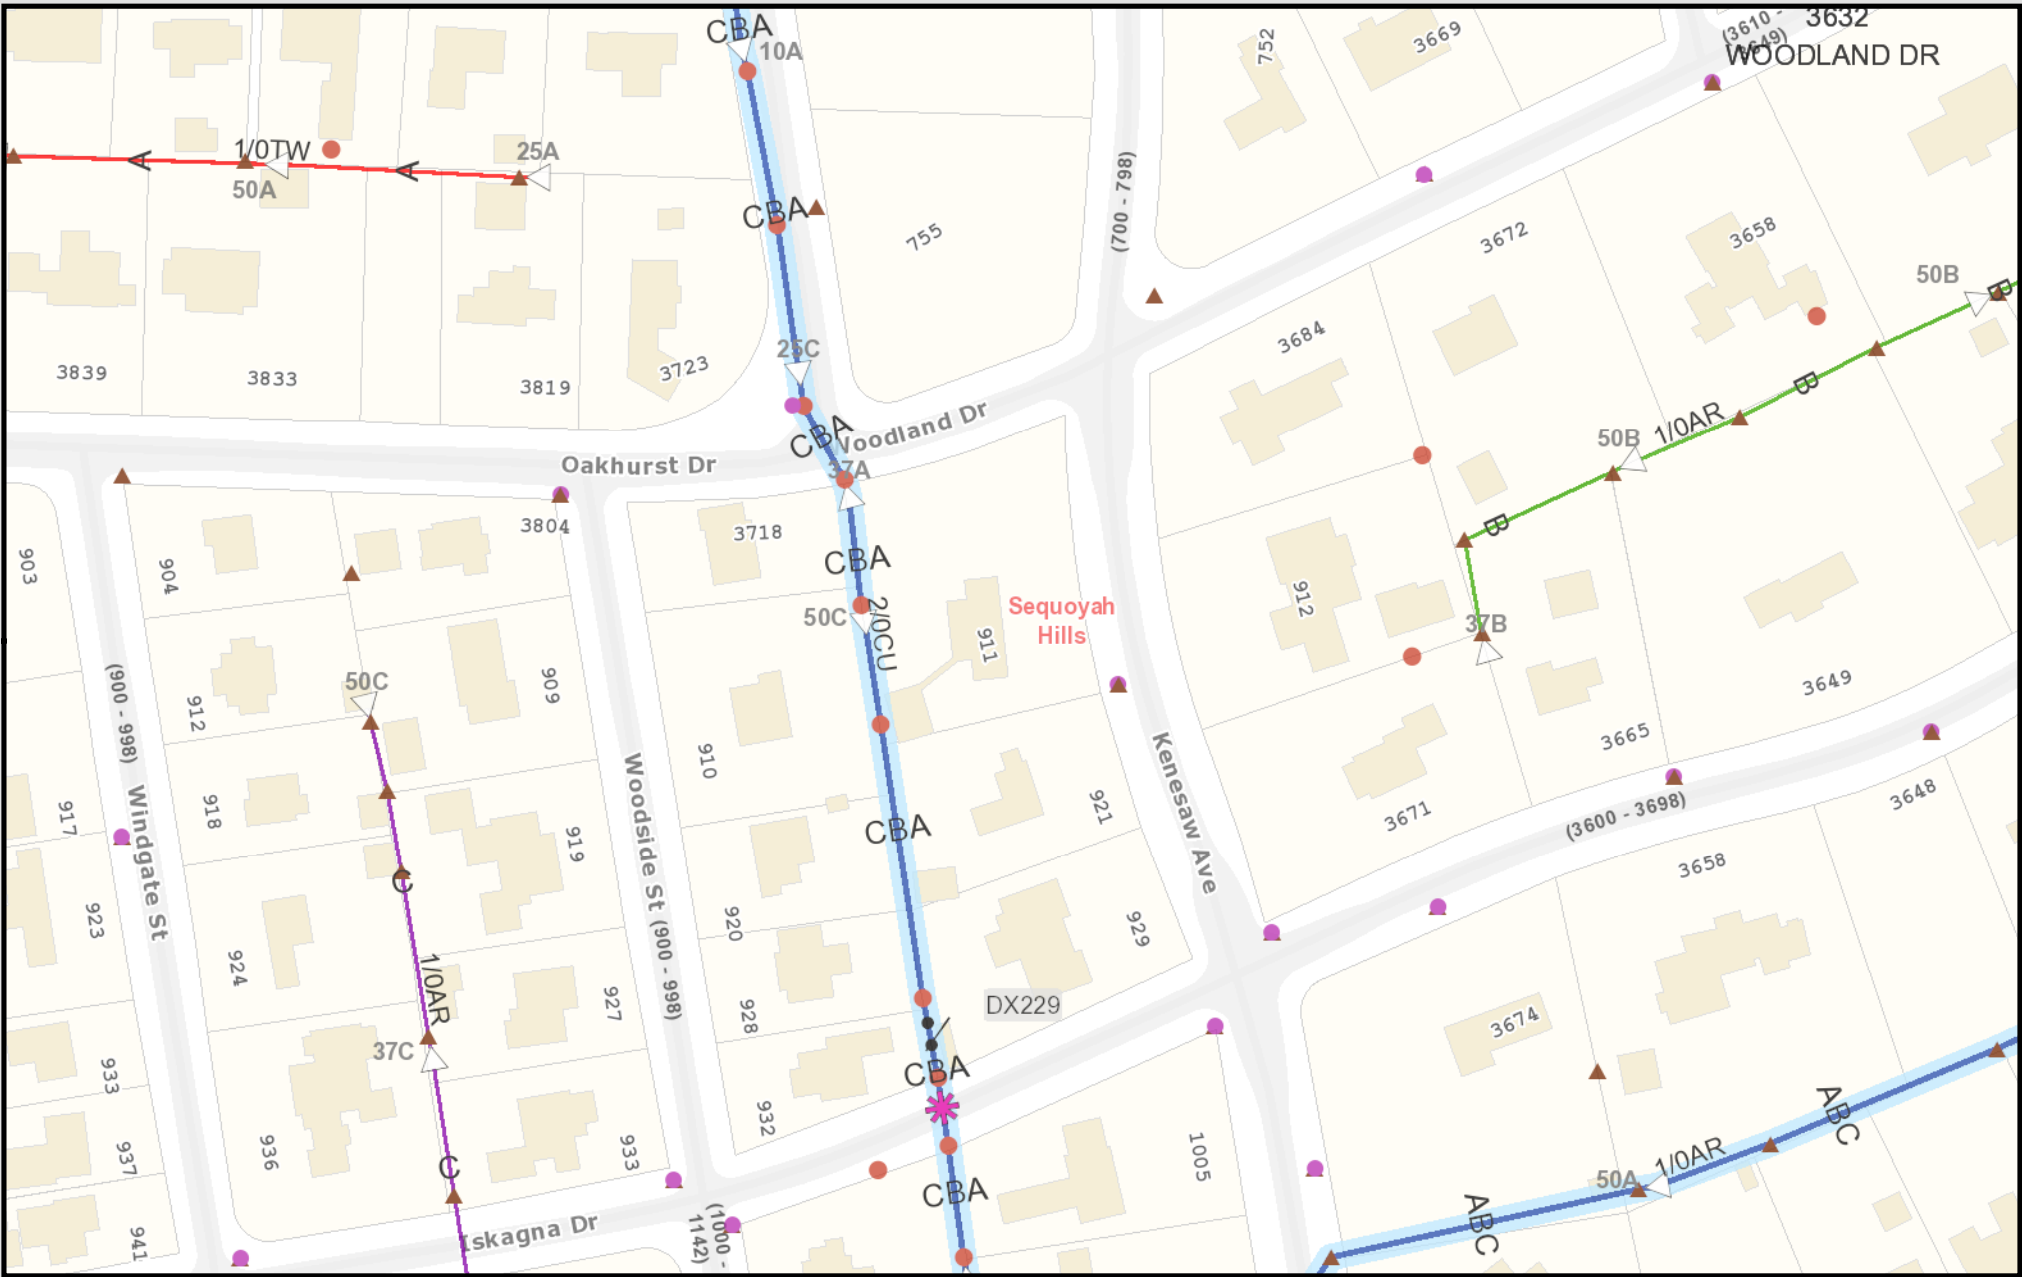 CBA
10A
752
3669
(3610 -
3649)
3632
WOODLAND DR
1/0TW
A
A
25A
50A
CBA
755
(700 - 798)
3672
3658
50B
B
3839
3833
3819
3723
25C
3684
B
1/0AR
50B
CBA
Woodland Dr
Oakhurst Dr
37A
3804
3718
B
903
904
CBA
50C
2/0CU
Sequoyah
Hills
911
912
37B
50C
912
909
(900 - 998)
910
3649
3665
3671
(3600 - 3698)
3648
917
Windgate St
918
919
Woodside St (900 - 998)
CBA
921
Kenesaw Ave
3658
C
923
924
1/0AR
920
929
927
928
DX229
3674
37C
933
CBA
ABC
932
936
937
C
933
1005
1/0AR
50A
CBA
ABC
941
Iskagna Dr
(1000 -
1142)